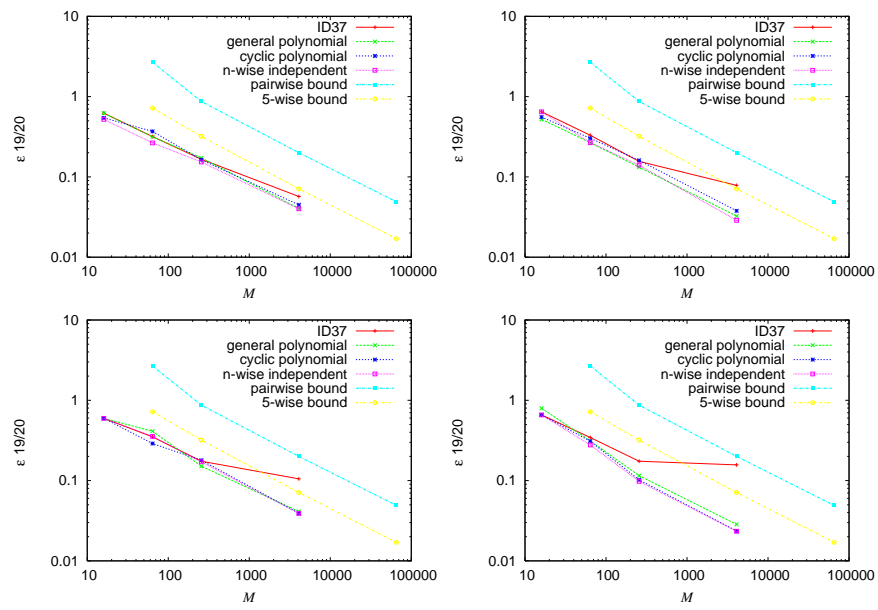 10
1
0.1
0.01
ε 19/20
10
100
1000
10000
100000
M
ID37
general polynomial
cyclic polynomial
n-wise independent
pairwise bound
5-wise bound
10
1
0.1
0.01
ε 19/20
10
100
1000
10000
100000
M
ID37
general polynomial
cyclic polynomial
n-wise independent
pairwise bound
5-wise bound
10
1
0.1
0.01
ε 19/20
10
100
1000
10000
100000
M
ID37
general polynomial
cyclic polynomial
n-wise independent
pairwise bound
5-wise bound
10
1
0.1
0.01
ε 19/20
10
100
1000
10000
100000
M
ID37
general polynomial
cyclic polynomial
n-wise independent
pairwise bound
5-wise bound